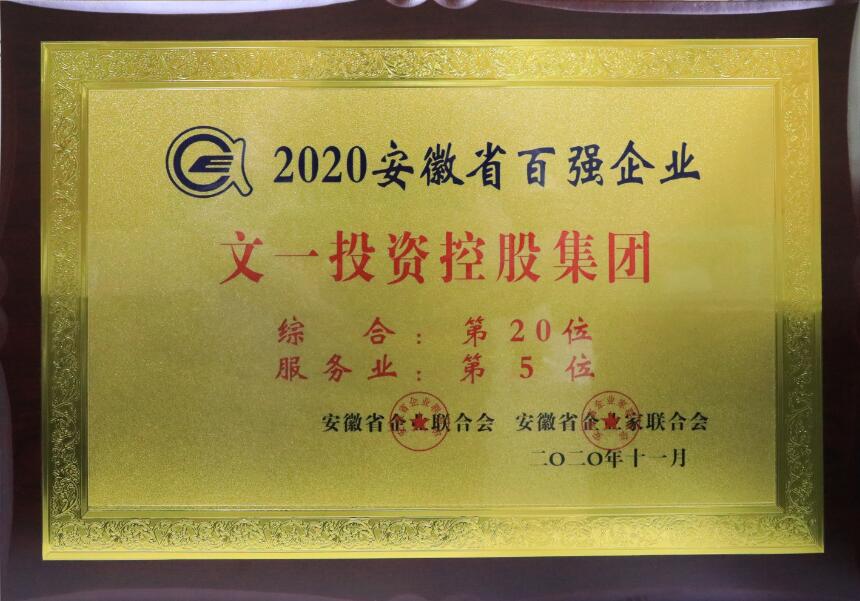 2020安徽省百强企业
文一投资控股集团
综合：第20位
服务业：第5位
安徽省企业联合会 安徽省企业家联合会
二〇二〇年十一月